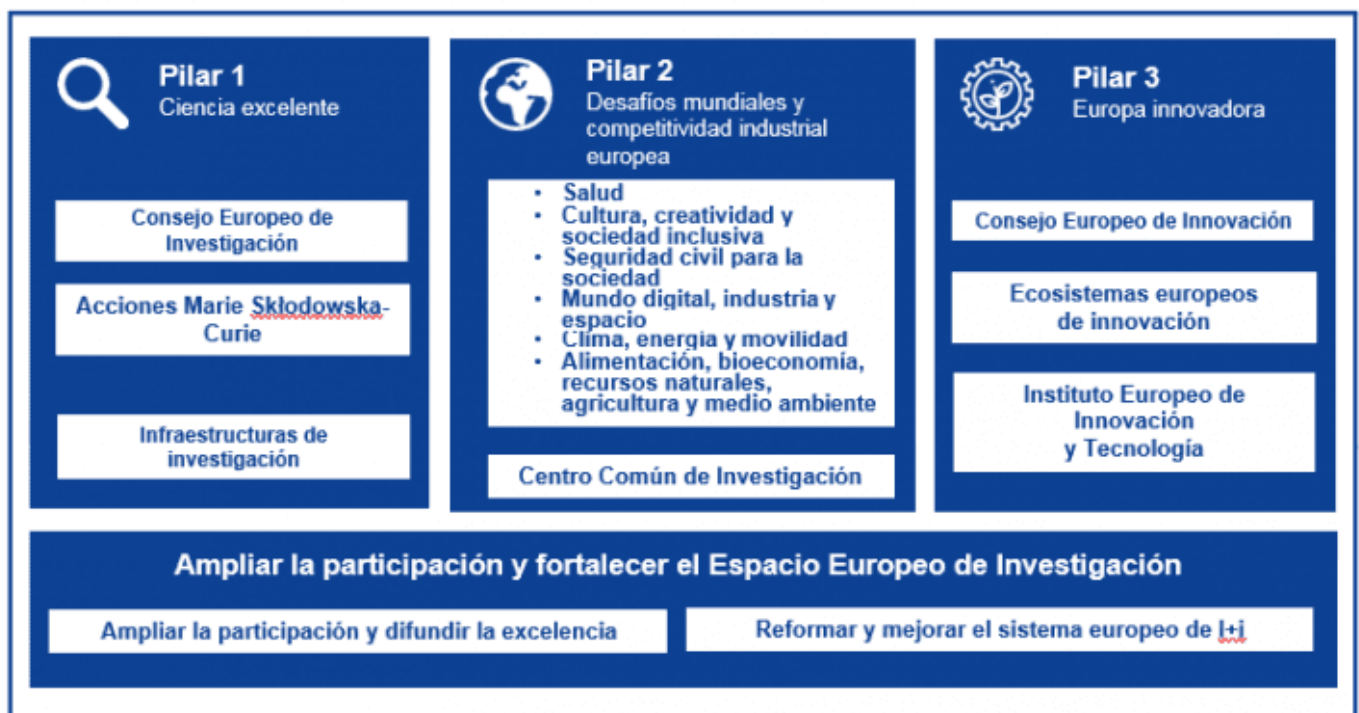 Pilar 1
Ciencia excelente
Consejo Europeo de
Investigación
Acciones Marie Skłodowska-
Curie
Infraestructuras de
investigación
Pilar 2
Desafíos mundiales y
competitividad industrial
europea
• Salud
• Cultura, creatividad y
sociedad inclusiva
• Seguridad civil para la
sociedad
• Mundo digital, industria y
espacio
• Clima, energía y movilidad
• Alimentación, bioeconomía,
recursos naturales,
agricultura y medio ambiente
Centro Común de Investigación
Pilar 3
Europa innovadora
Consejo Europeo de Innovación
Ecosistemas europeos
de innovación
Instituto Europeo de
Innovación
y Tecnología
Ampliar la participación y fortalecer el Espacio Europeo de Investigación
Ampliar la participación y difundir la excelencia
Reformar y mejorar el sistema europeo de I+i